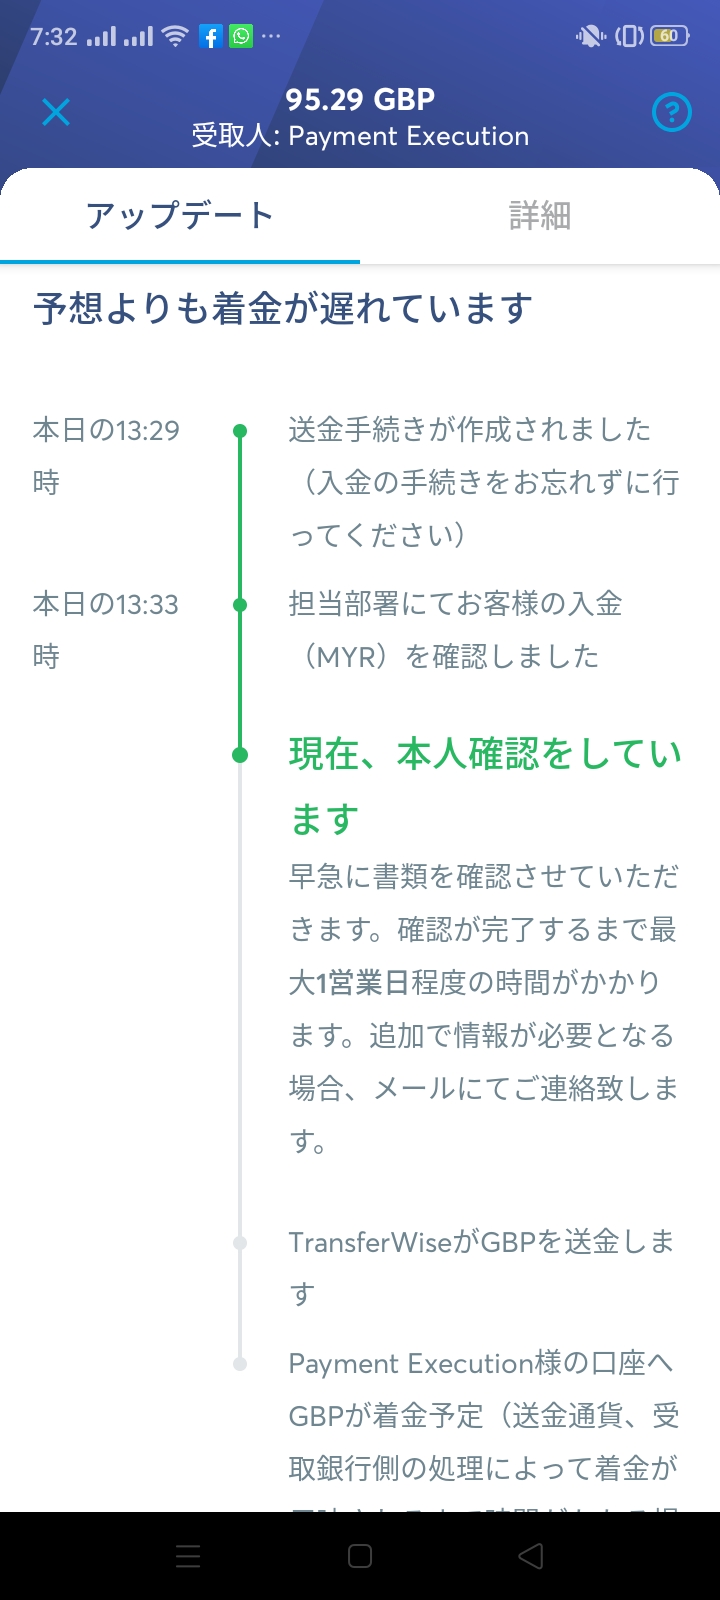 7:32
60
95.29 GBP
受取人: Payment Execution
アップデート
詳細
予想よりも着金が遅れています
本日の13:29
時
送金手続きが作成されました
（入金の手続きをお忘れずに行
ってください）
本日の13:33
時
担当部署にてお客様の入金
（MYR）を確認しました
現在、本人確認をしてい
ます
早急に書類を確認させていただ
きます。確認が完了するまで最
大1営業日程度の時間がかかり
ます。追加で情報が必要となる
場合、メールにてご連絡致しま
す。
TransferWiseがGBPを送金しま
す
Payment Execution様の口座へ
GBPが着金予定（送金通貨、受
取銀行側の処理によって着金が